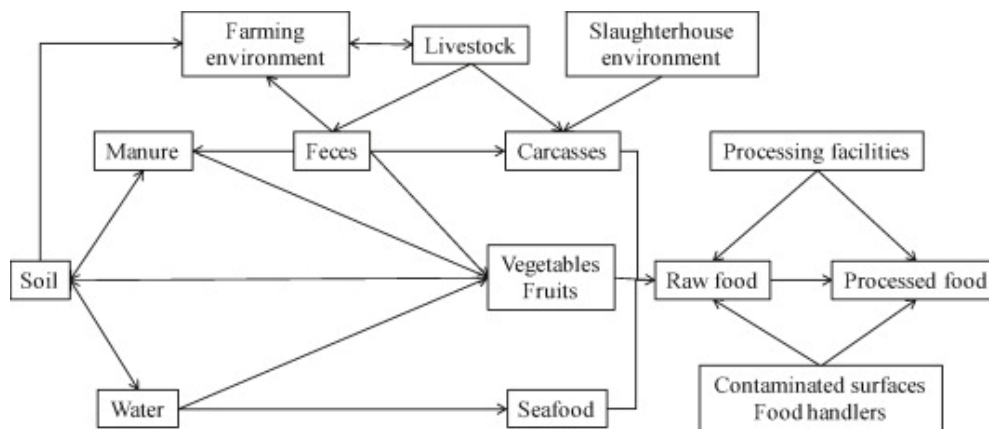 Farming
environment
Livestock
Slaughterhouse
environment
Manure
Feces
Carcasses
Processing facilities
Soil
Vegetables
Fruits
Raw food
Processed food
Water
Seafood
Contaminated surfaces
Food handlers